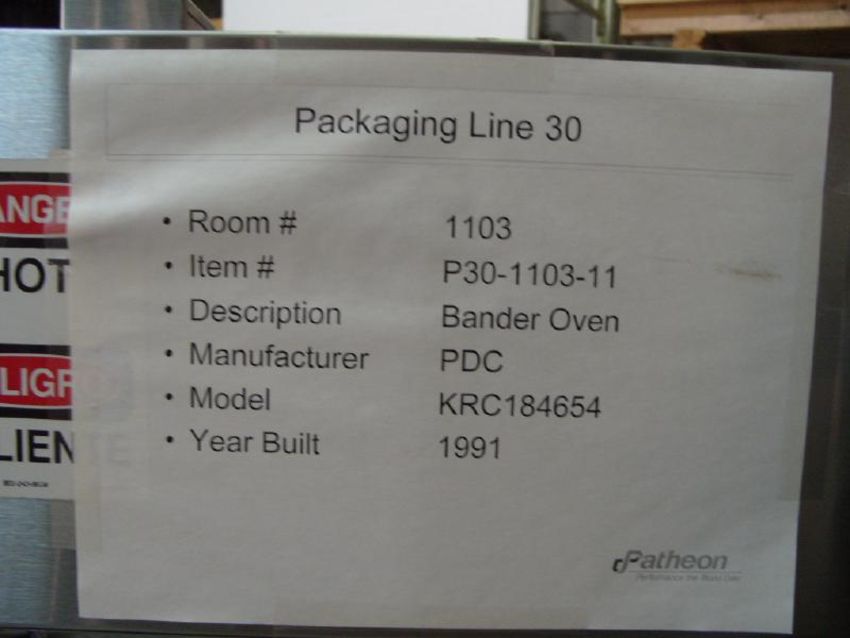 Packaging Line 30
• Room # 1103
• Item # P30-1103-11
• Description Bander Oven
• Manufacturer PDC
• Model KRC184654
• Year Built 1991
Patheon
ANGE
HOT
LIGR
LIEN